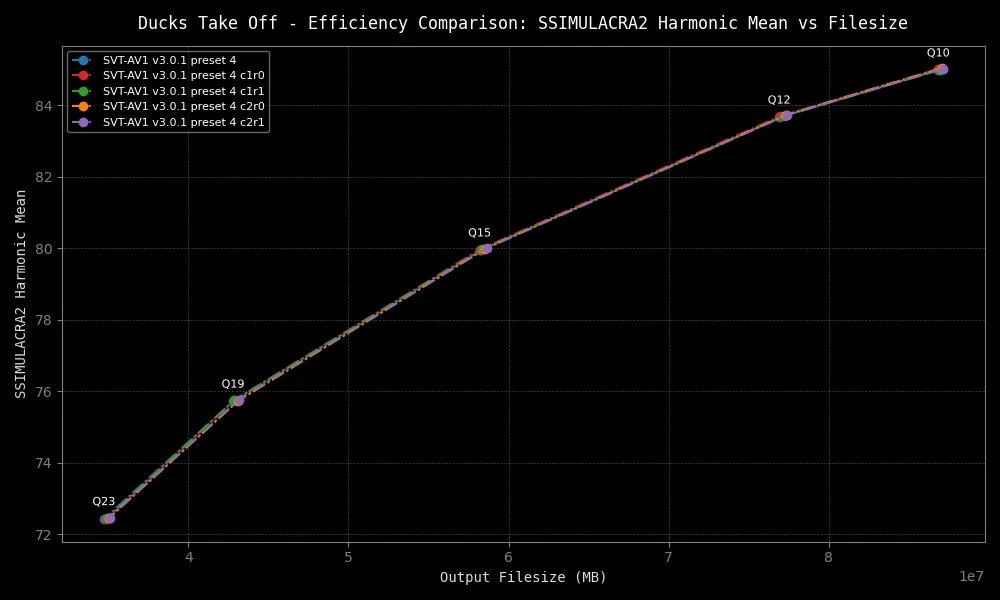 Ducks Take Off - Efficiency Comparison: SSIMULACRA2 Harmonic Mean vs Filesize
SVT-AV1 v3.0.1 preset 4
SVT-AV1 v3.0.1 preset 4 c1r0
SVT-AV1 v3.0.1 preset 4 c1r1
SVT-AV1 v3.0.1 preset 4 c2r0
SVT-AV1 v3.0.1 preset 4 c2r1
Q10
Q12
Q15
Q19
Q23
SSIMULACRA2 Harmonic Mean
84
82
80
78
76
74
72
4 5 6 7 8
1e7
Output Filesize (MB)